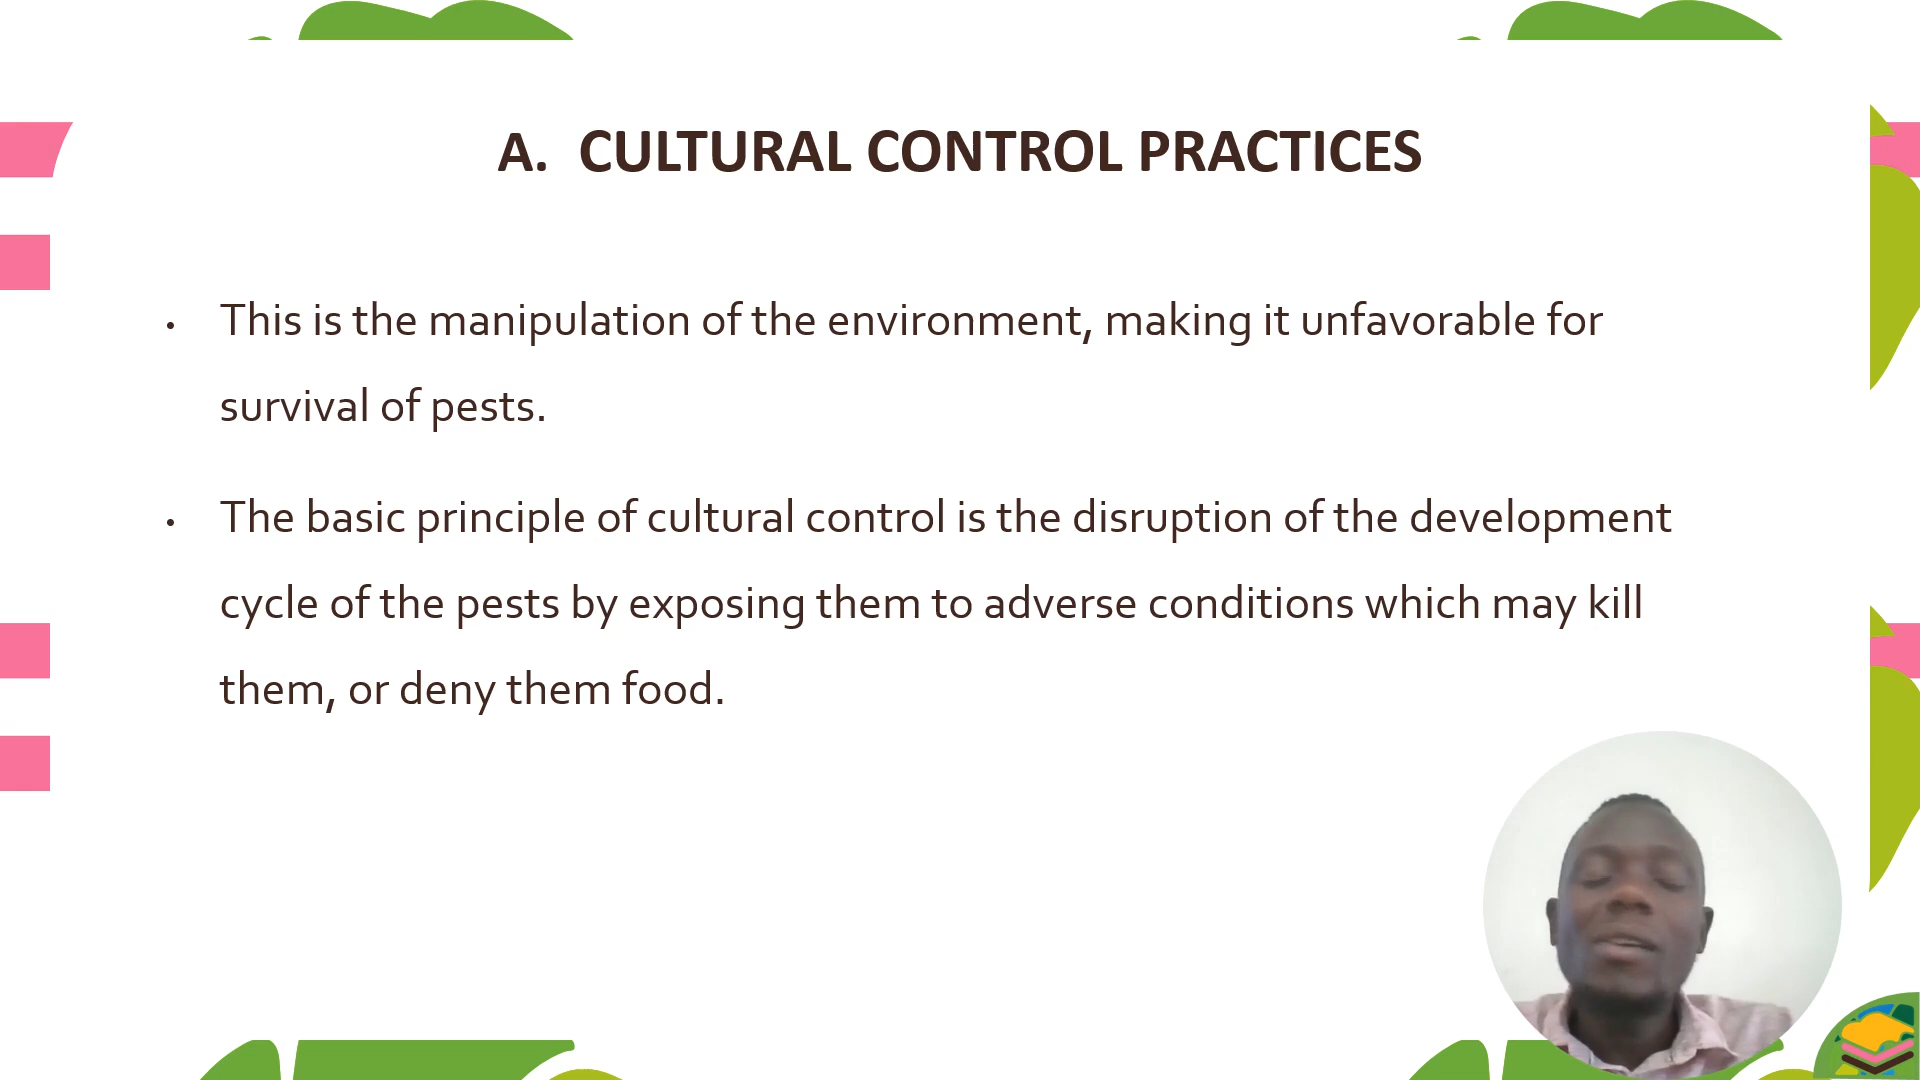 A. CULTURAL CONTROL PRACTICES
• This is the manipulation of the environment, making it unfavorable for
survival of pests.
• The basic principle of cultural control is the disruption of the development
cycle of the pests by exposing them to adverse conditions which may kill
them, or deny them food.